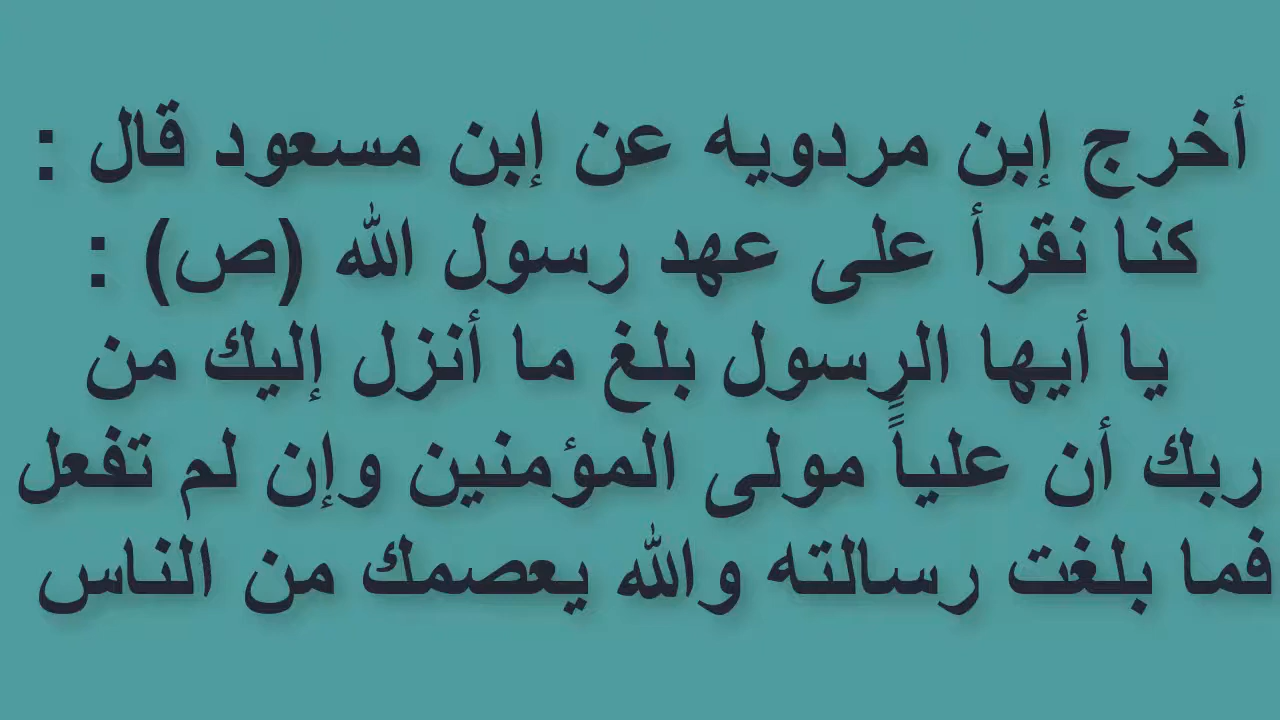 أخرج إبن مردويه عن إبن مسعود قال :
كنا نقرأ على عهد رسول الله (ص) :
يا أيها الرسول بلغ ما أنزل إليك من
ربك أن علياً مولى المؤمنين وإن لم تفعل
فما بلغت رسالته والله يعصمك من الناس